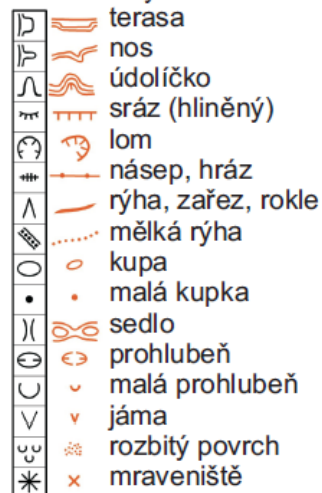 terasa
nos
údolíčko
sráz (hliněný)
lom
násep, hráz
rýha, zařez, rokle
mělká rýha
kupa
malá kupka
sedlo
prohlubeň
malá prohlubeň
jáma
rozbitý povrch
mraveniště